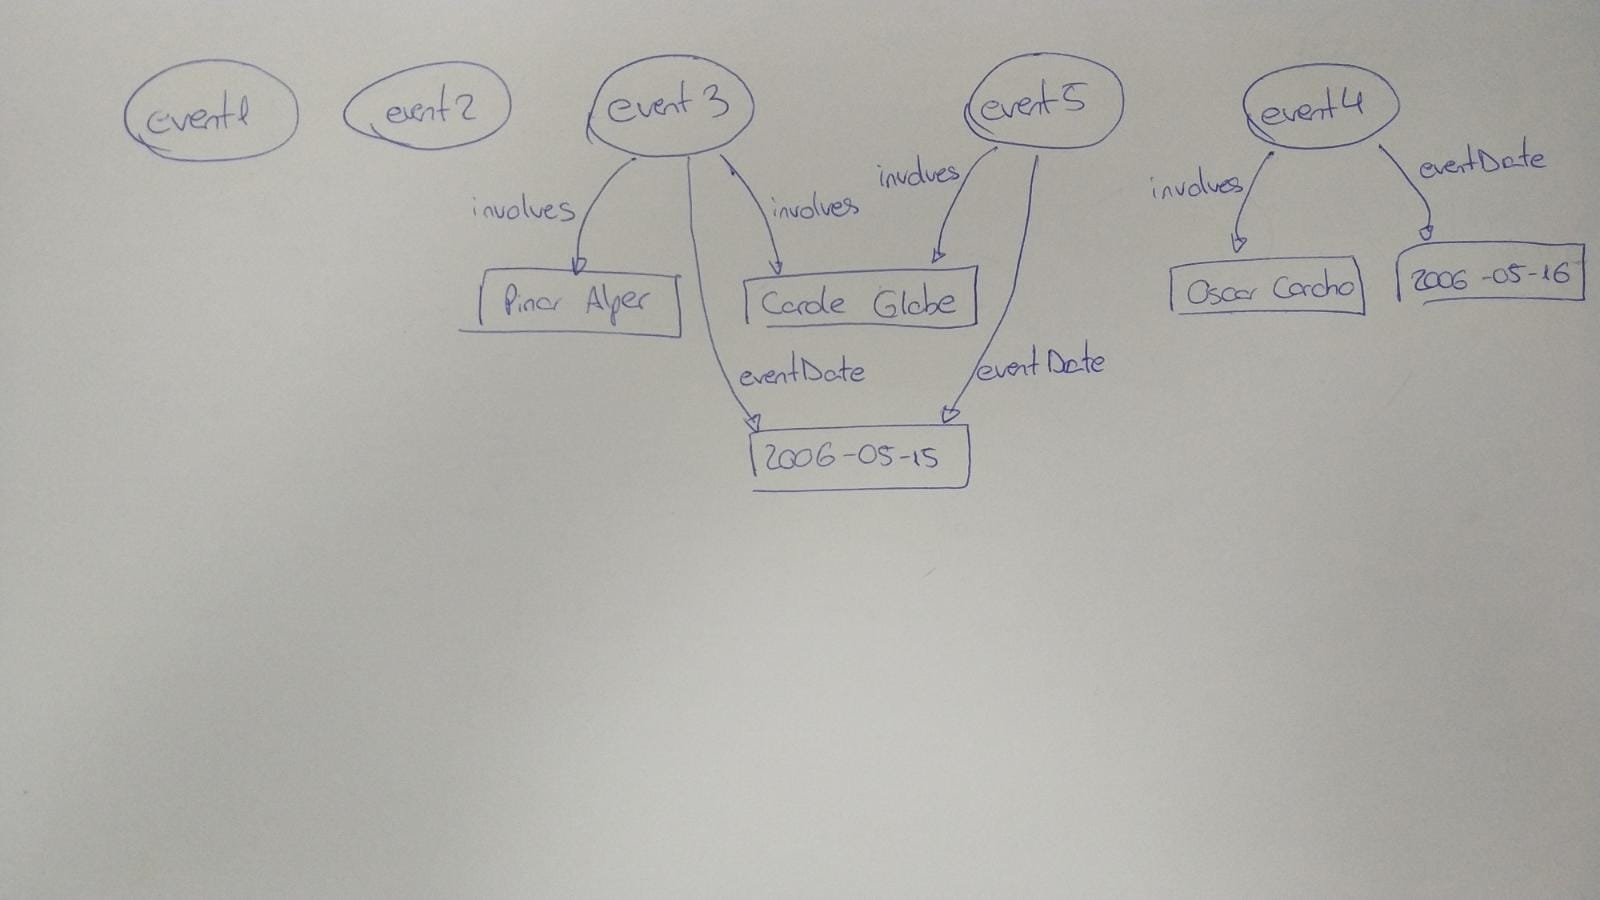 event1 event2 event3 event5 event4
involves involves involves involves eventDate
Pinar Alper Carole Globe Oscar Corcho 2006-05-16
eventDate eventDate
2006-05-15